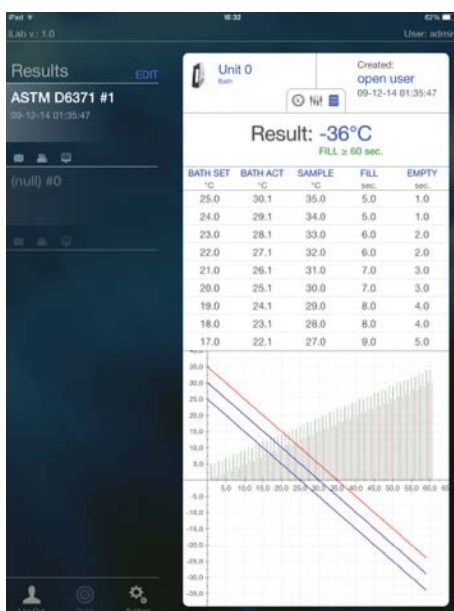 iPad 16:32 62%
iLab v.: 1.0 User: admin
Results EDIT
ASTM D6371 #1
09-12-14 01:35:47
(null) #0
Unit 0
Bath
Created:
open user
09-12-14 01:35:47
Result: -36°C
FILL ≥ 60 sec.
BATH SET BATH ACT SAMPLE FILL EMPTY
°C °C °C sec. sec.
25.0 30.1 35.0 5.0 1.0
24.0 29.1 34.0 5.0 1.0
23.0 28.1 33.0 6.0 2.0
22.0 27.1 32.0 6.0 2.0
21.0 26.1 31.0 7.0 3.0
20.0 25.1 30.0 7.0 3.0
19.0 24.1 29.0 8.0 4.0
18.0 23.1 28.0 8.0 4.0
17.0 22.1 27.0 9.0 5.0
35,0
30,0
25,0
20,0
15,0
10,0
5,0
5,0 10,0 15,0 20,0 25,0 30,0 35,0 40,0 45,0 50,0 55,0 60,0
-5,0
-10,0
-15,0
-20,0
-25,0
-30,0
-35,0